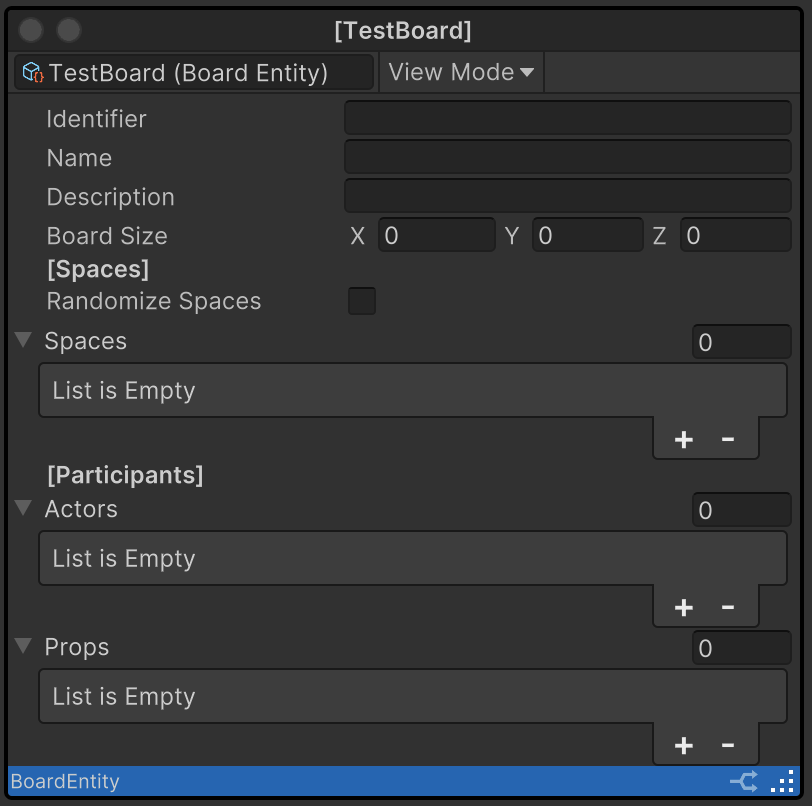 [TestBoard]
TestBoard (Board Entity) View Mode
Identifier
Name
Description
Board Size X 0 Y 0 Z 0
[Spaces]
Randomize Spaces
Spaces 0
List is Empty
+ -
[Participants]
Actors 0
List is Empty
+ -
Props 0
List is Empty
+ -
BoardEntity